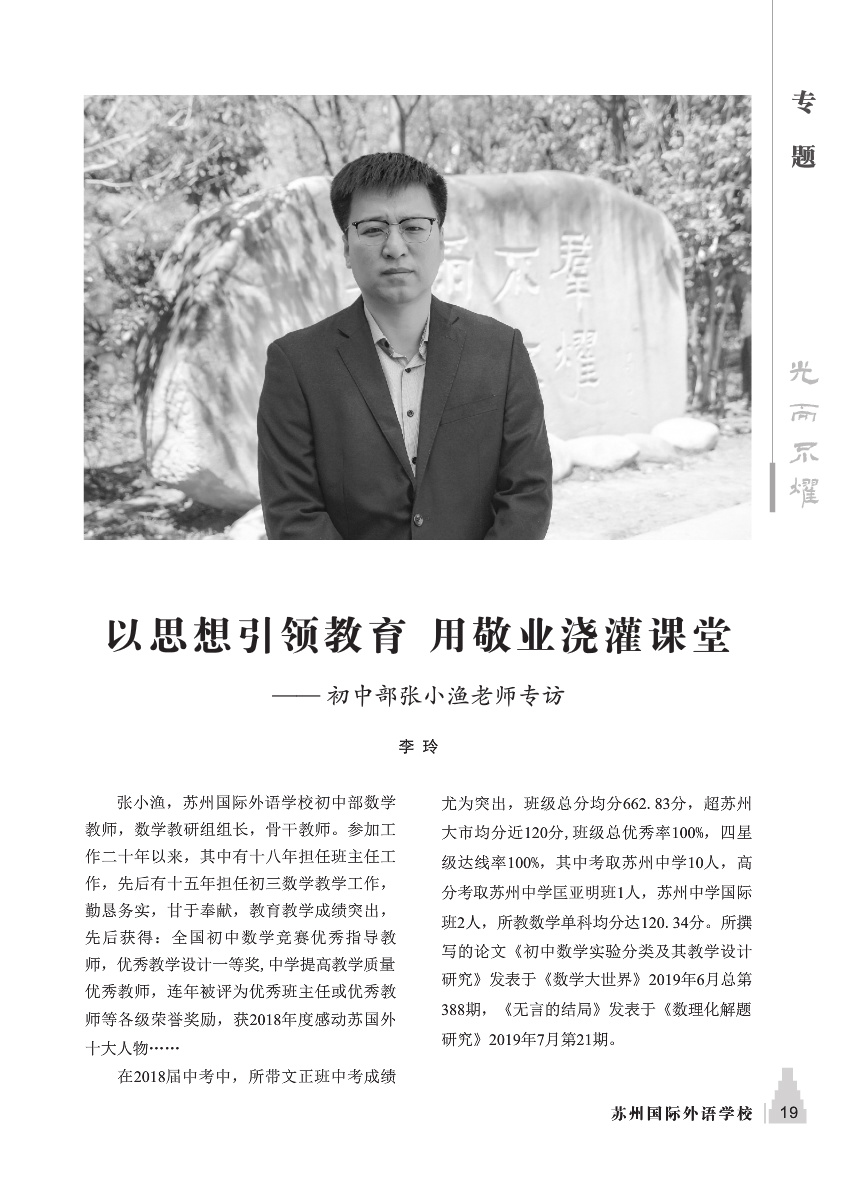 专
题
光
而
不
耀
而不群
耀
以思想引领教育 用敬业浇灌课堂
—— 初中部张小渔老师专访
李 玲
张小渔，苏州国际外语学校初中部数学
教师，数学教研组组长，骨干教师。参加工
作二十年以来，其中有十八年担任班主任工
作，先后有十五年担任初三数学教学工作，
勤恳务实，甘于奉献，教育教学成绩突出，
先后获得：全国初中数学竞赛优秀指导教
师，优秀教学设计一等奖,中学提高教学质量
优秀教师，连年被评为优秀班主任或优秀教
师等各级荣誉奖励，获2018年度感动苏国外
十大人物……
在2018届中考中，所带文正班中考成绩
尤为突出，班级总分均分662.83分，超苏州
大市均分近120分,班级总优秀率100%，四星
级达线率100%，其中考取苏州中学10人，高
分考取苏州中学匡亚明班1人，苏州中学国际
班2人，所教数学单科均分达120.34分。所撰
写的论文《初中数学实验分类及其教学设计
研究》发表于《数学大世界》2019年6月总第
388期，《无言的结局》发表于《数理化解题
研究》2019年7月第21期。
苏州国际外语学校 19